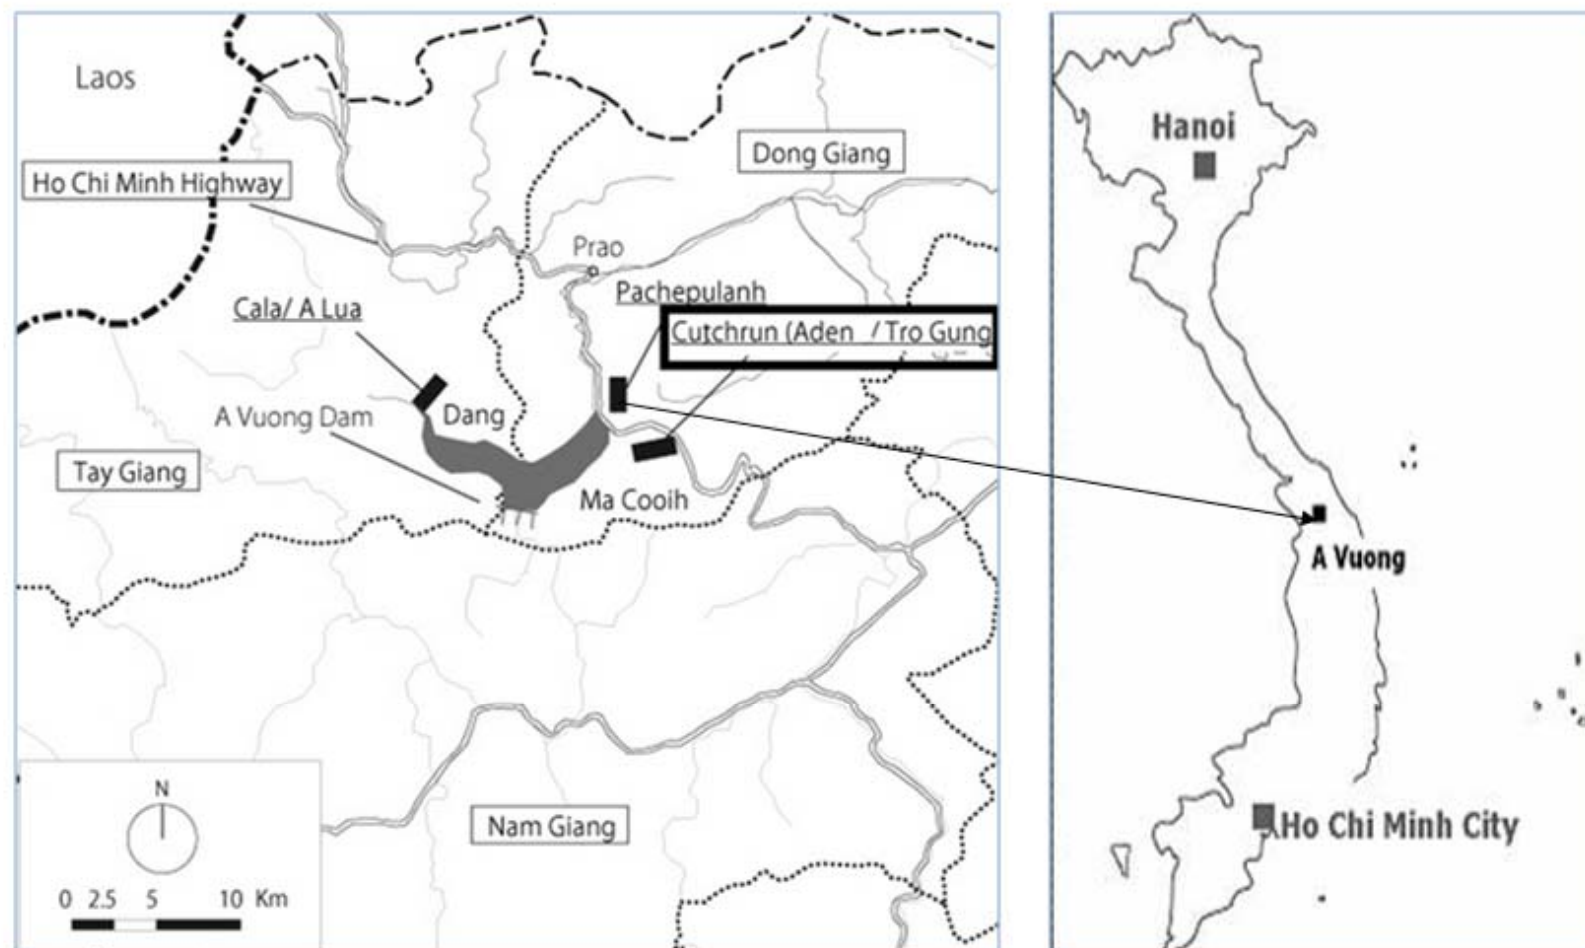 Laos
Dong Giang
Ho Chi Minh Highway
Prao
Pachepulanh
Cala/ A Lua
Cutchrun (Aden / Tro Gung
A Vuong Dam
Dang
Tay Giang
Ma Cooih
Nam Giang
N
0 2.5 5 10 Km
Hanoi
A Vuong
Ho Chi Minh City